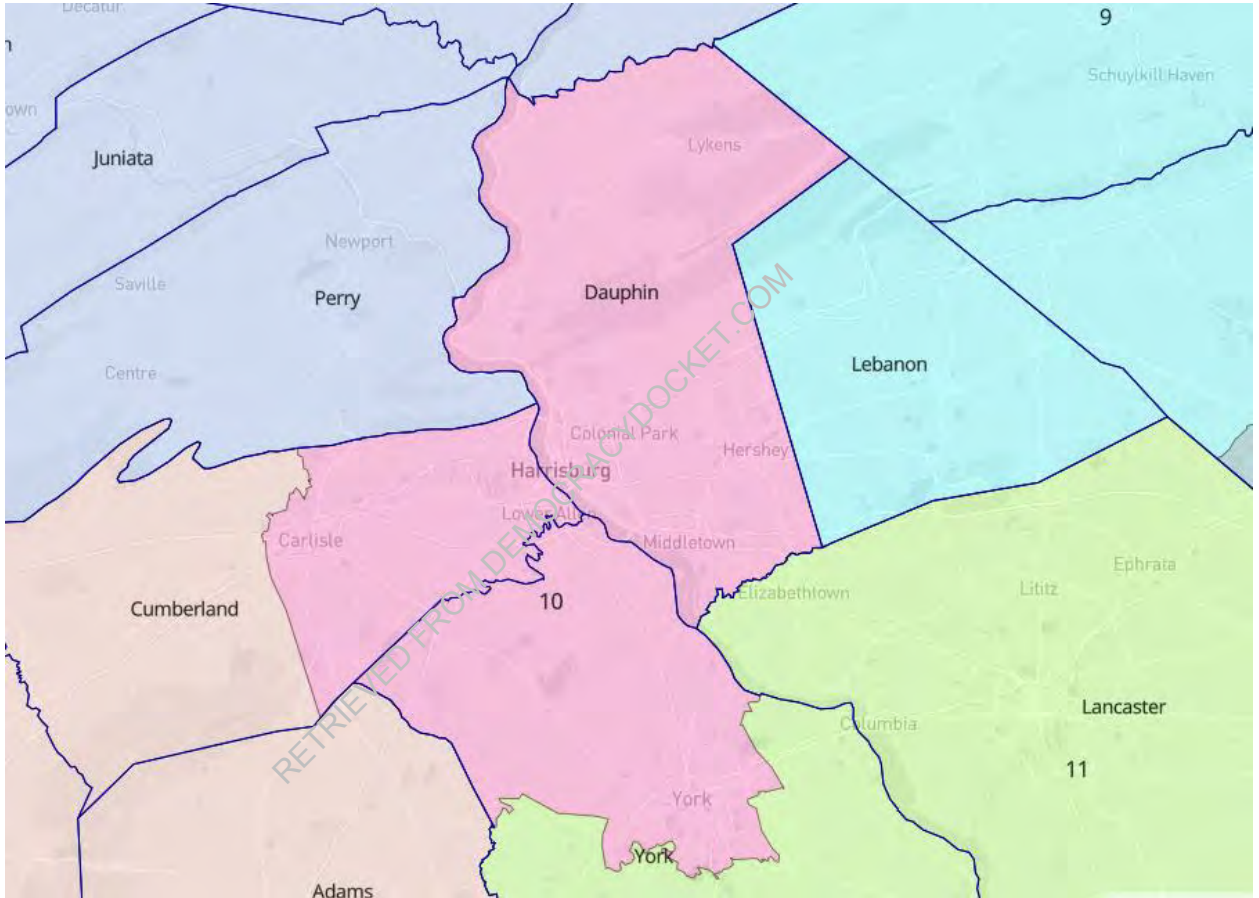 Decatur
9
Schuylkill Haven
own
Juniata
Lykens
Newport
Saville
Perry
Dauphin
Centre
Lebanon
Colonial Park
Hershey
Harrisburg
Lower Allen
Carlisle
Middletown
Ephrata
Elizabethtown
Lititz
Cumberland
10
Lancaster
Columbia
11
York
York
Adams
RETRIEVED FROM DEMOCRACYDOCKET.COM